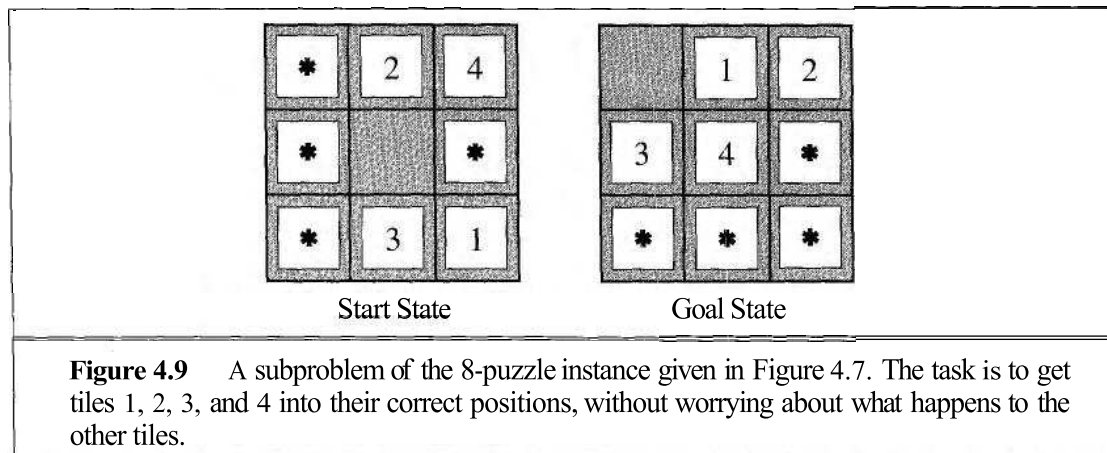 * 2 4 1 2
* * 3 4 *
* 3 1 * * *
Start State Goal State
Figure 4.9 A subproblem of the 8-puzzle instance given in Figure 4.7. The task is to get
tiles 1, 2, 3, and 4 into their correct positions, without worrying about what happens to the
other tiles.